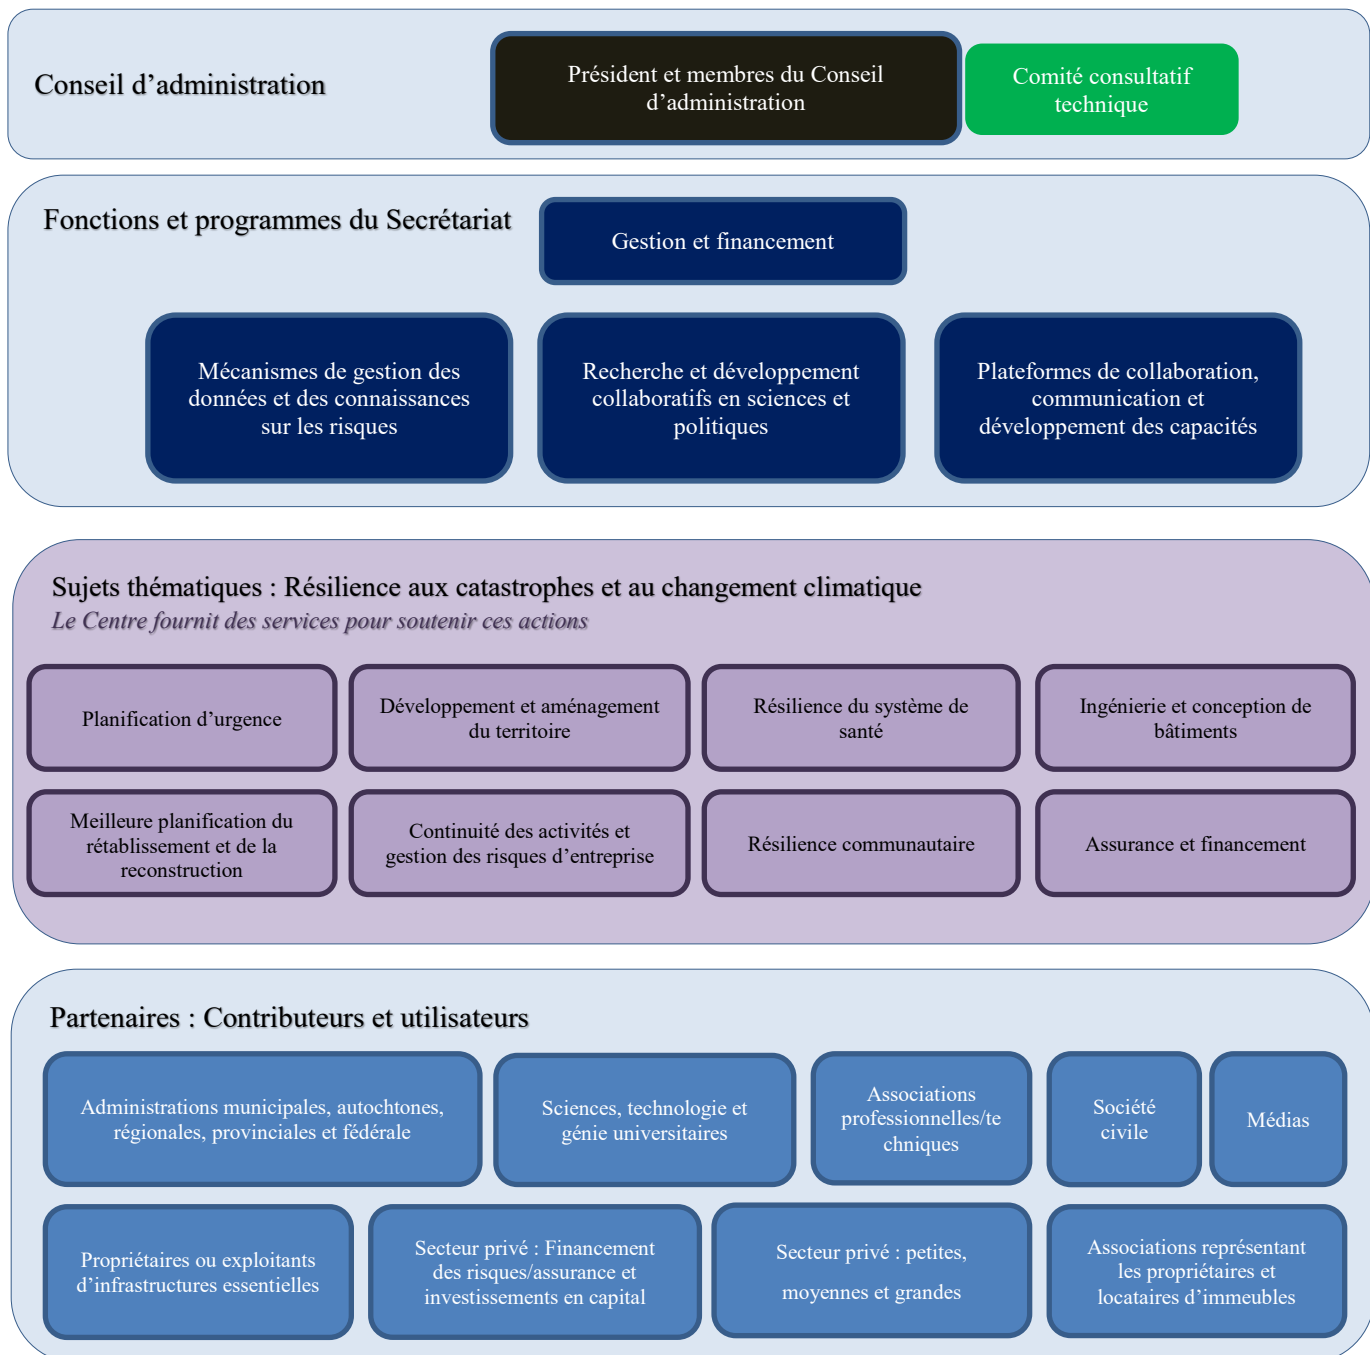 Conseil d’administration
Président et membres du Conseil
d’administration
Comité consultatif
technique
Fonctions et programmes du Secrétariat
Gestion et financement
Mécanismes de gestion des
données et des connaissances
sur les risques
Recherche et développement
collaboratifs en sciences et
politiques
Plateformes de collaboration,
communication et
développement des capacités
Sujets thématiques : Résilience aux catastrophes et au changement climatique
Le Centre fournit des services pour soutenir ces actions
Planification d’urgence
Développement et aménagement
du territoire
Résilience du système de
santé
Ingénierie et conception de
bâtiments
Meilleure planification du
rétablissement et de la
reconstruction
Continuité des activités et
gestion des risques d’entreprise
Résilience communautaire
Assurance et financement
Partenaires : Contributeurs et utilisateurs
Administrations municipales, autochtones,
régionales, provinciales et fédérale
Sciences, technologie et
génie universitaires
Associations
professionnelles/te
chniques
Société
civile
Médias
Propriétaires ou exploitants
d’infrastructures essentielles
Secteur privé : Financement
des risques/assurance et
investissements en capital
Secteur privé : petites,
moyennes et grandes
Associations représentant
les propriétaires et
locataires d’immeubles